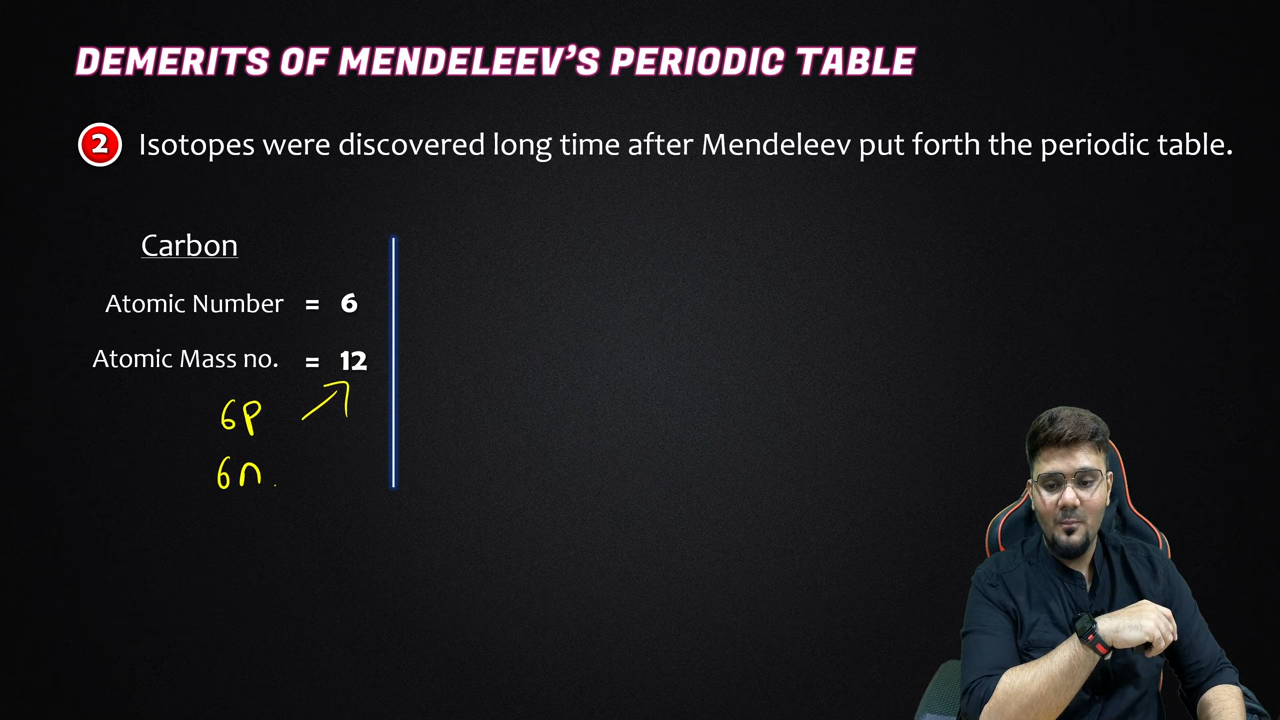 DEMERITS OF MENDELEEV'S PERIODIC TABLE
2 Isotopes were discovered long time after Mendeleev put forth the periodic table.
Carbon
Atomic Number = 6
Atomic Mass no. = 12
6p
6n.